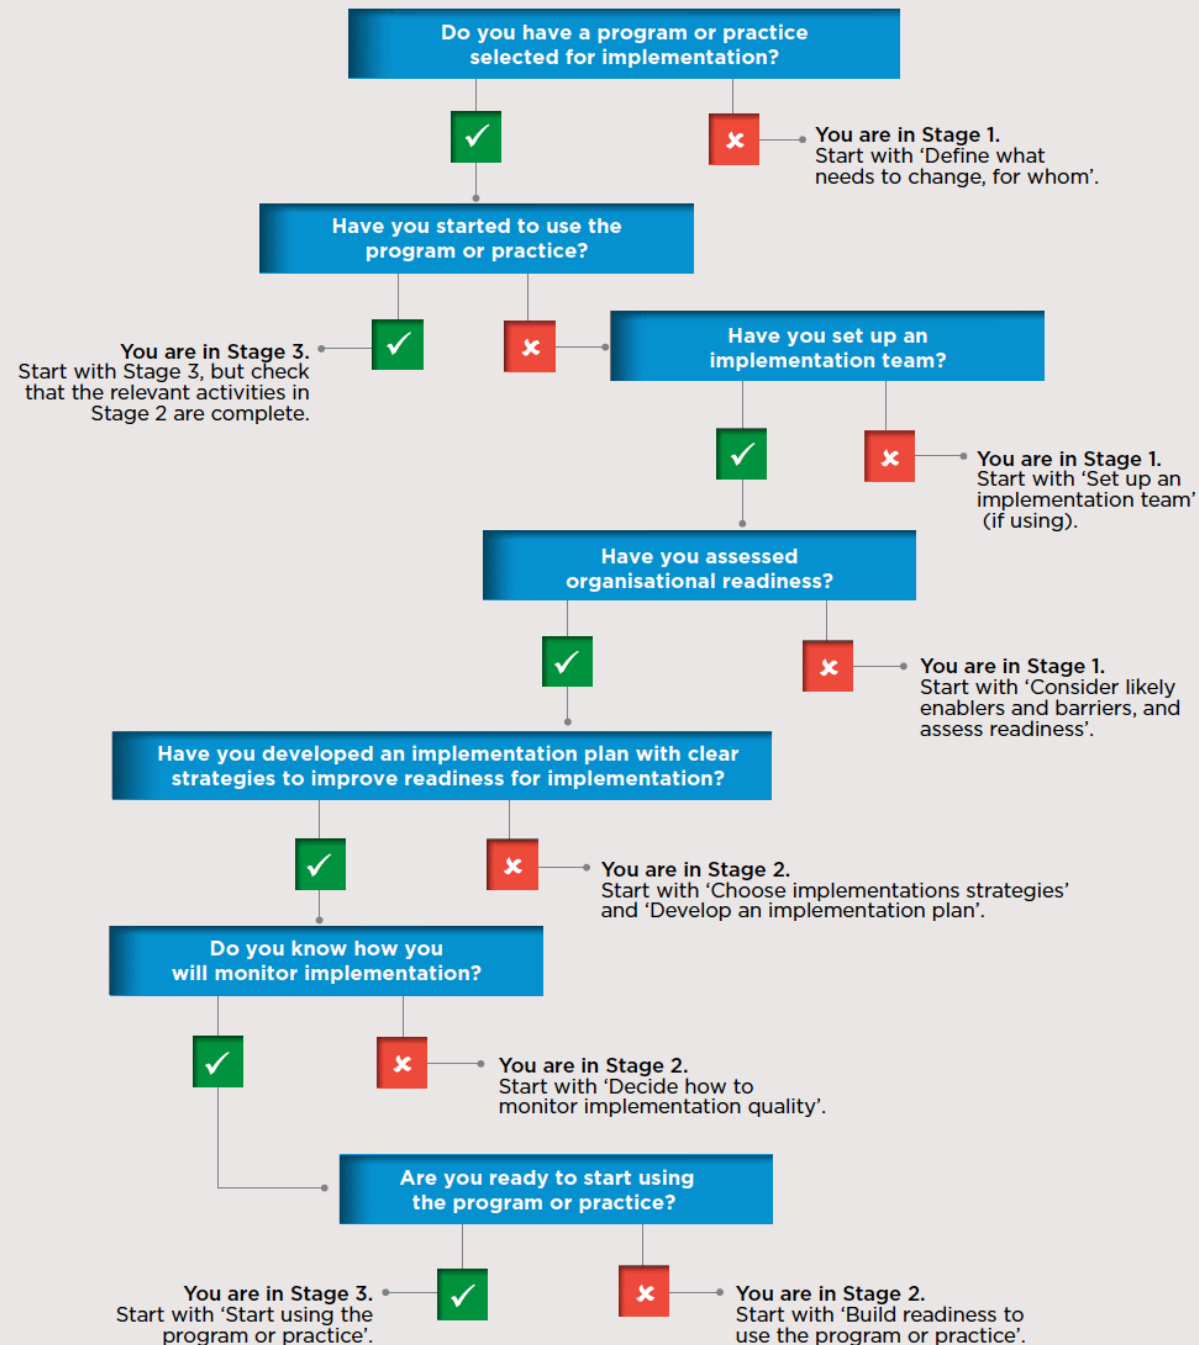 Do you have a program or practice
selected for implementation?
You are in Stage 1.
Start with ‘Define what
needs to change, for whom’.
Have you started to use the
program or practice?
You are in Stage 3.
Start with Stage 3, but check
that the relevant activities in
Stage 2 are complete.
Have you set up an
implementation team?
You are in Stage 1.
Start with ‘Set up an
implementation team’
(if using).
Have you assessed
organisational readiness?
You are in Stage 1.
Start with ‘Consider likely
enablers and barriers, and
assess readiness’.
Have you developed an implementation plan with clear
strategies to improve readiness for implementation?
You are in Stage 2.
Start with ‘Choose implementations strategies’
and ‘Develop an implementation plan’.
Do you know how you
will monitor implementation?
You are in Stage 2.
Start with ‘Decide how to
monitor implementation quality’.
Are you ready to start using
the program or practice?
You are in Stage 3.
Start with ‘Start using the
program or practice’.
You are in Stage 2.
Start with ‘Build readiness to
use the program or practice’.